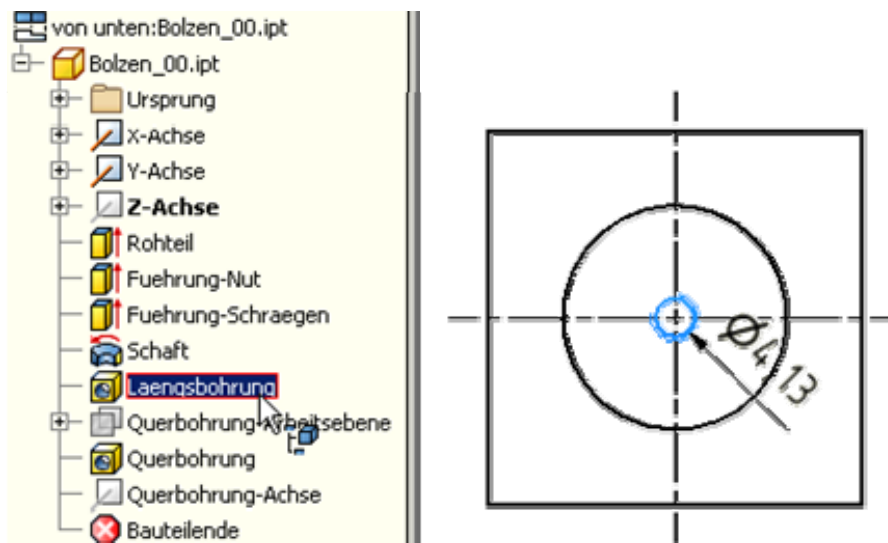 von unten:Bolzen_00.ipt
Bolzen_00.ipt
Ursprung
X-Achse
Y-Achse
Z-Achse
Rohteil
Fuehrung-Nut
Fuehrung-Schraegen
Schaft
Laengsbohrung
Querbohrung-Arbeitsebene
Querbohrung
Querbohrung-Achse
Bauteilende
Ø4,13